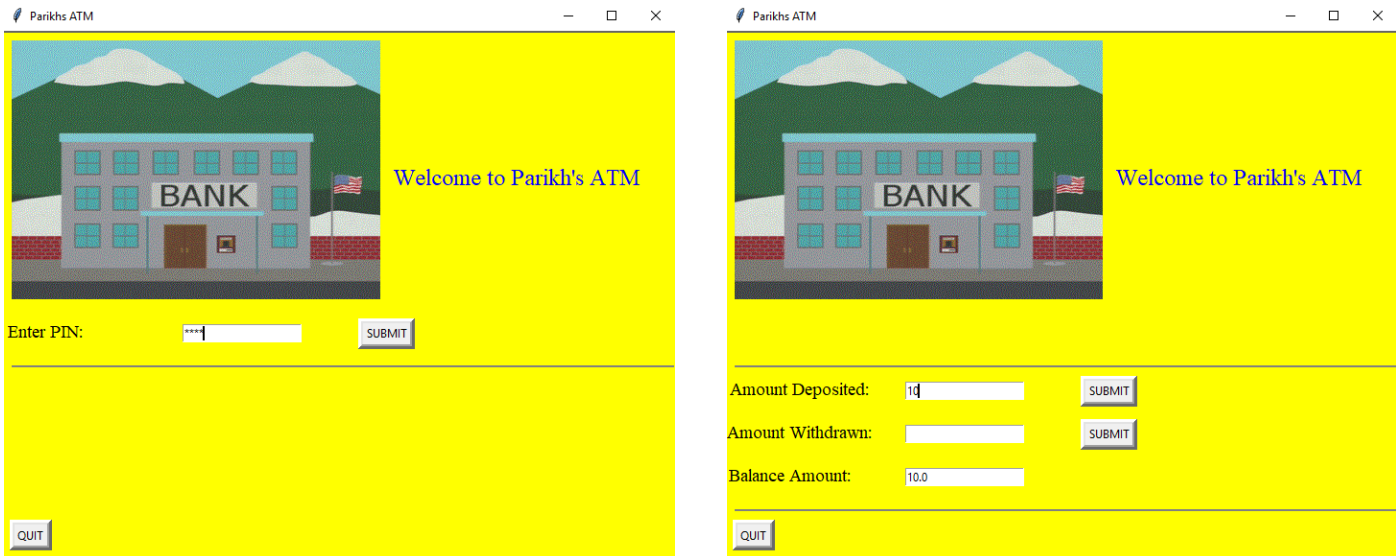 Parikhs ATM
BANK
Welcome to Parikh's ATM
Enter PIN: **** SUBMIT
QUIT
Parikhs ATM
BANK
Welcome to Parikh's ATM
Amount Deposited: 10 SUBMIT
Amount Withdrawn: SUBMIT
Balance Amount: 10.0
QUIT